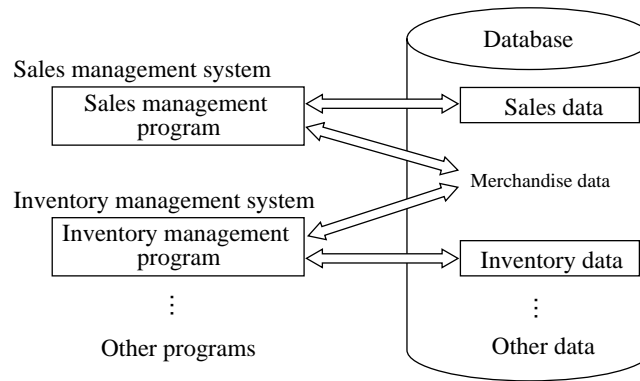 Database
Sales management system
Sales management
program
Sales data
Merchandise data
Inventory management system
Inventory management
program
Inventory data
Other programs
Other data